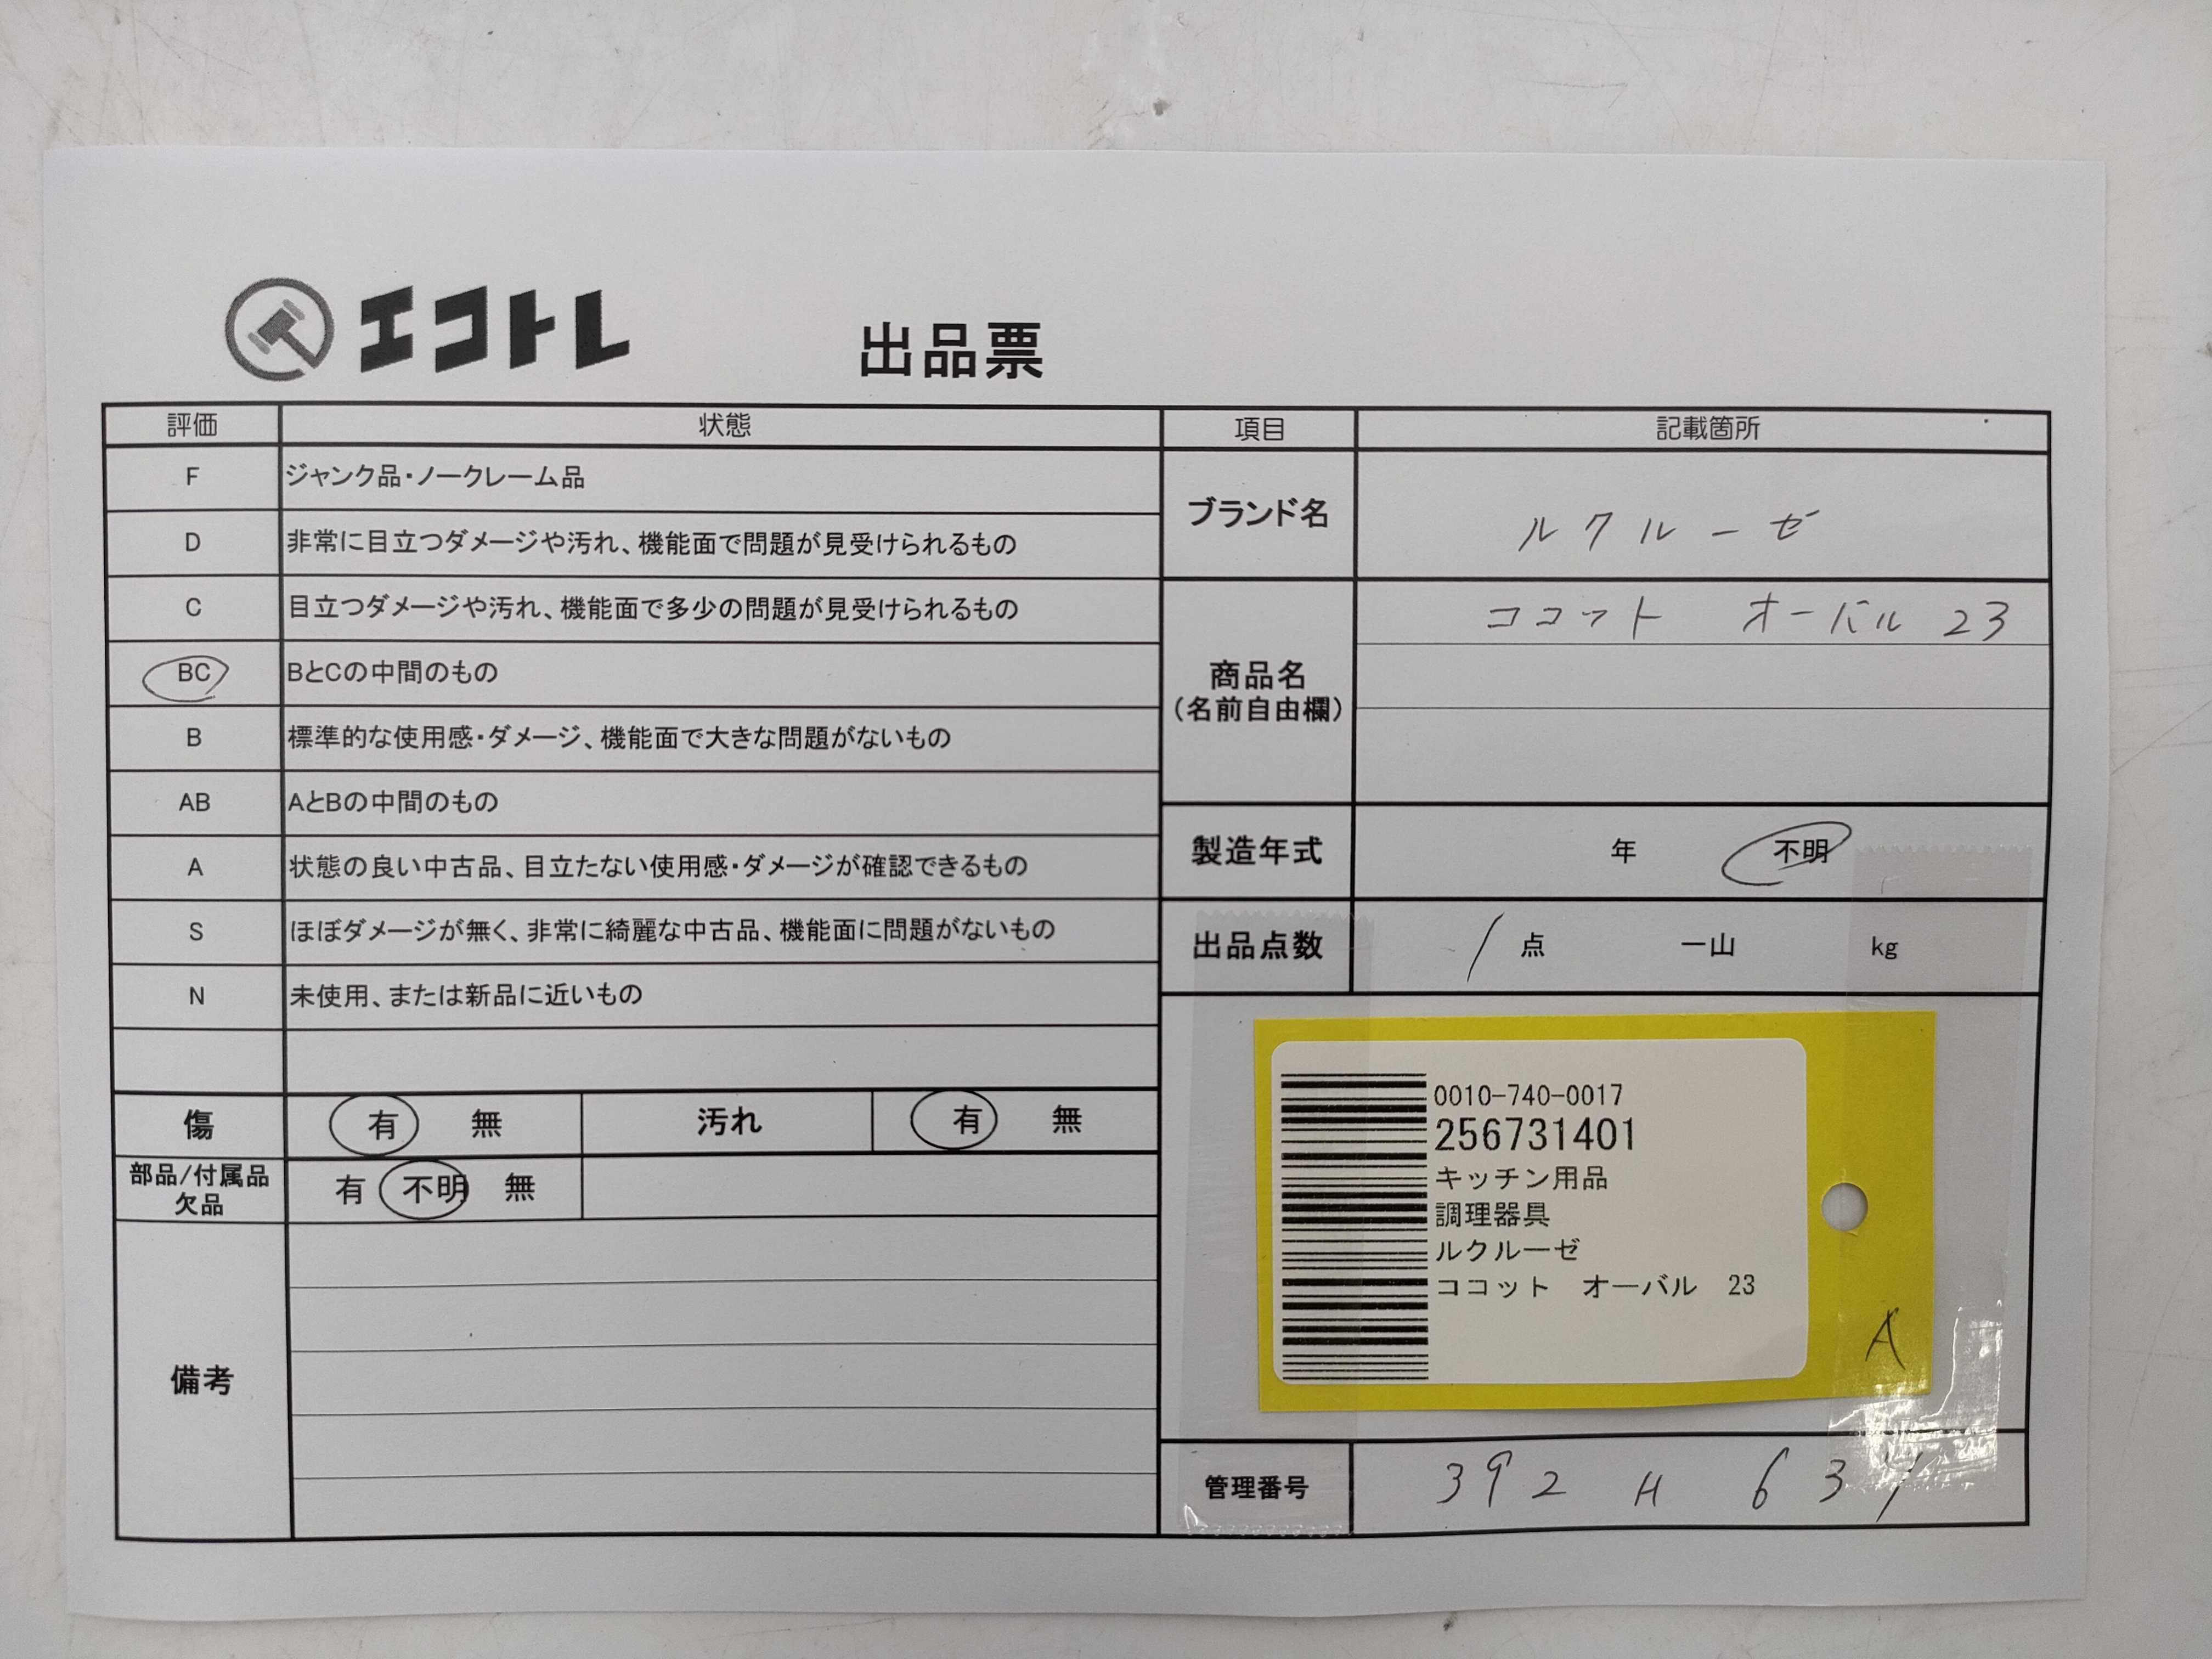 エコトレ
出品票
評価 状態
F ジャンク品・ノークレーム品
D 非常に目立つダメージや汚れ、機能面で問題が見受けられるもの
C 目立つダメージや汚れ、機能面で多少の問題が見受けられるもの
BC BとCの中間のもの
B 標準的な使用感・ダメージ、機能面で大きな問題がないもの
AB AとBの中間のもの
A 状態の良い中古品、目立たない使用感・ダメージが確認できるもの
S ほぼダメージが無く、非常に綺麗な中古品、機能面に問題がないもの
N 未使用、または新品に近いもの
傷 有 無 汚れ 有 無
部品/付属品
欠品
有 不明 無
備考
項目 記載箇所
ブランド名 ルクルーゼ
商品名
(名前自由欄)
ココット オーバル 23
製造年式 年 不明
出品点数 1 点 一山 kg
0010-740-0017
256731401
キッチン用品
調理器具
ルクルーゼ
ココット オーバル 23
A
管理番号 392 H 63